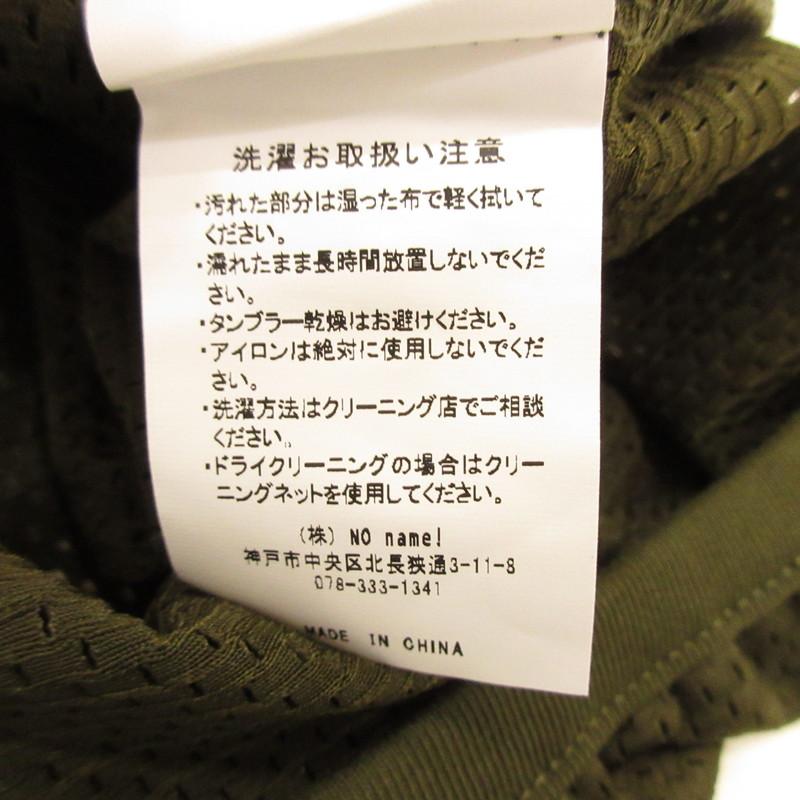 洗濯お取扱い注意
・汚れた部分は湿った布で軽く拭いて
ください。
・濡れたまま長時間放置しないでくだ
さい。
・タンブラー乾燥はお避けください。
・アイロンは絶対に使用しないでくだ
さい。
・洗濯方法はクリーニング店でご相談
ください。
・ドライクリーニングの場合はクリー
ニングネットを使用してください。
(株) NO name!
神戸市中央区北長狭通3-11-8
078-333-1341
MADE IN CHINA